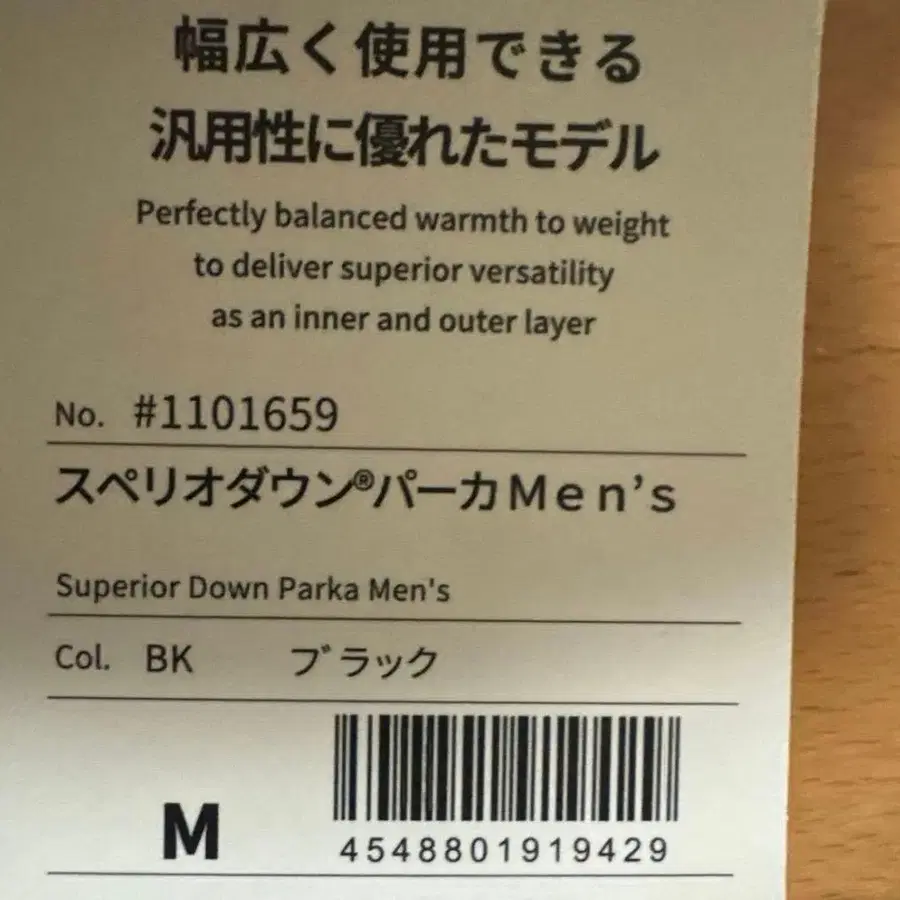 幅広く使用できる
汎用性に優れたモデル
Perfectly balanced warmth to weight
to deliver superior versatility
as an inner and outer layer
No. #1101659
スペリオダウン®パーカMen's
Superior Down Parka Men's
Col. BK ブラック
M
4548801919429